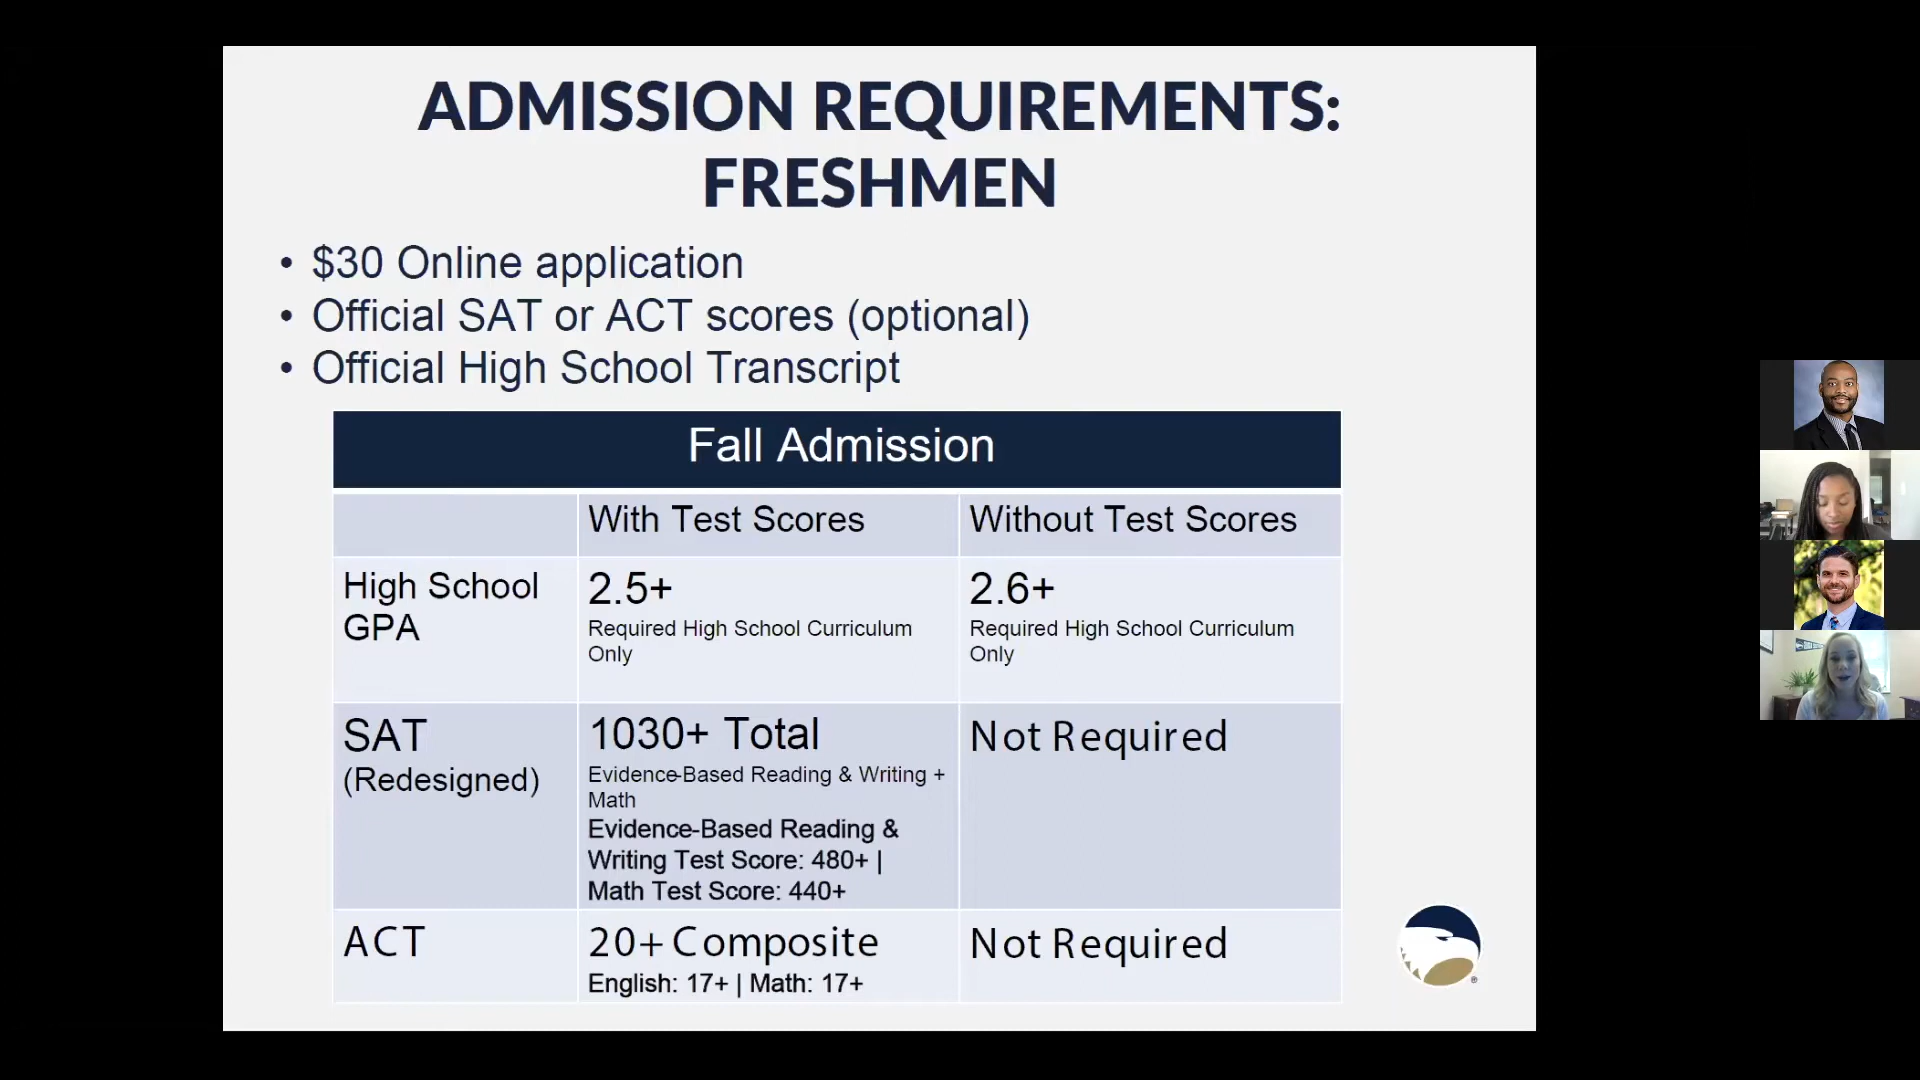 ADMISSION REQUIREMENTS:
FRESHMEN
• $30 Online application
• Official SAT or ACT scores (optional)
• Official High School Transcript
Fall Admission
With Test Scores
Without Test Scores
High School
GPA
2.5+
Required High School Curriculum
Only
2.6+
Required High School Curriculum
Only
SAT
(Redesigned)
1030+ Total
Evidence-Based Reading & Writing +
Math
Evidence-Based Reading &
Writing Test Score: 480+ |
Math Test Score: 440+
Not Required
ACT
20+ Composite
English: 17+ | Math: 17+
Not Required
®